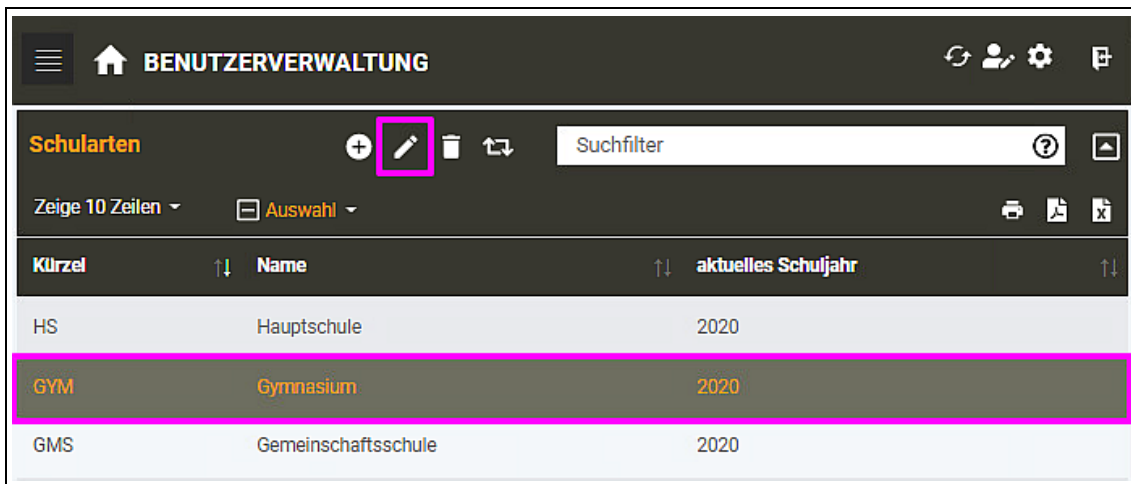 BENUTZERVERWALTUNG
Schularten Suchfilter
Zeige 10 Zeilen Auswahl
Kürzel Name aktuelles Schuljahr
HS Hauptschule 2020
GYM Gymnasium 2020
GMS Gemeinschaftsschule 2020